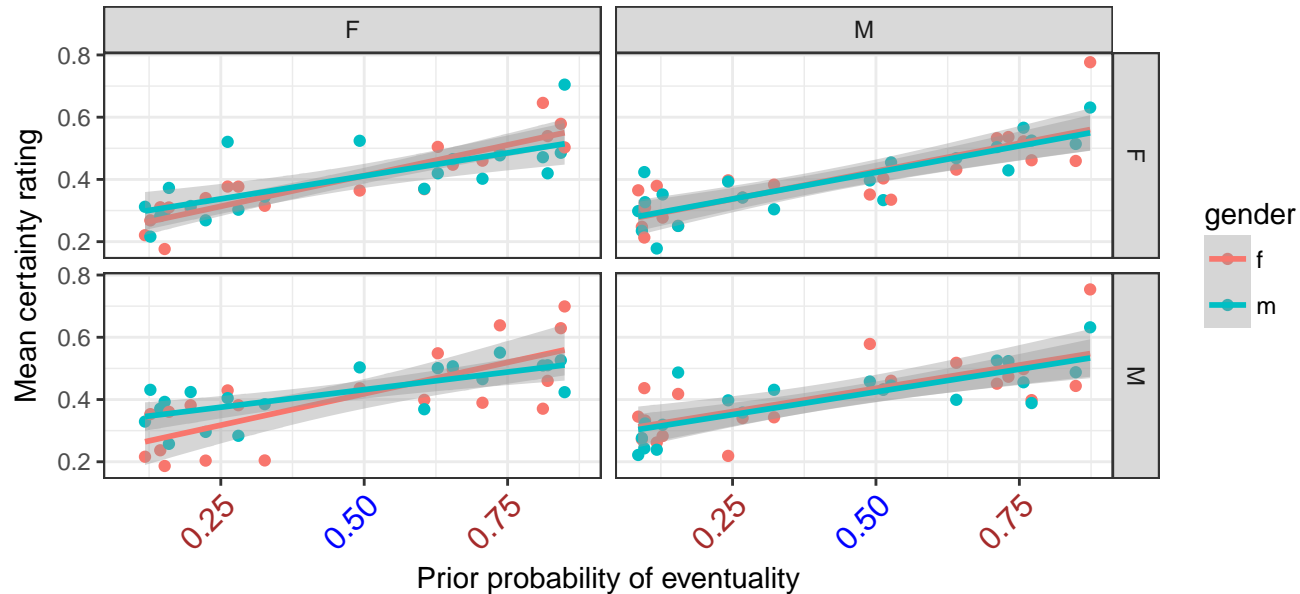 F
M
0.8
0.6
0.4
0.2
F
0.8
0.6
0.4
0.2
M
Mean certainty rating
0.25
0.50
0.75
0.25
0.50
0.75
Prior probability of eventuality
gender
f
m